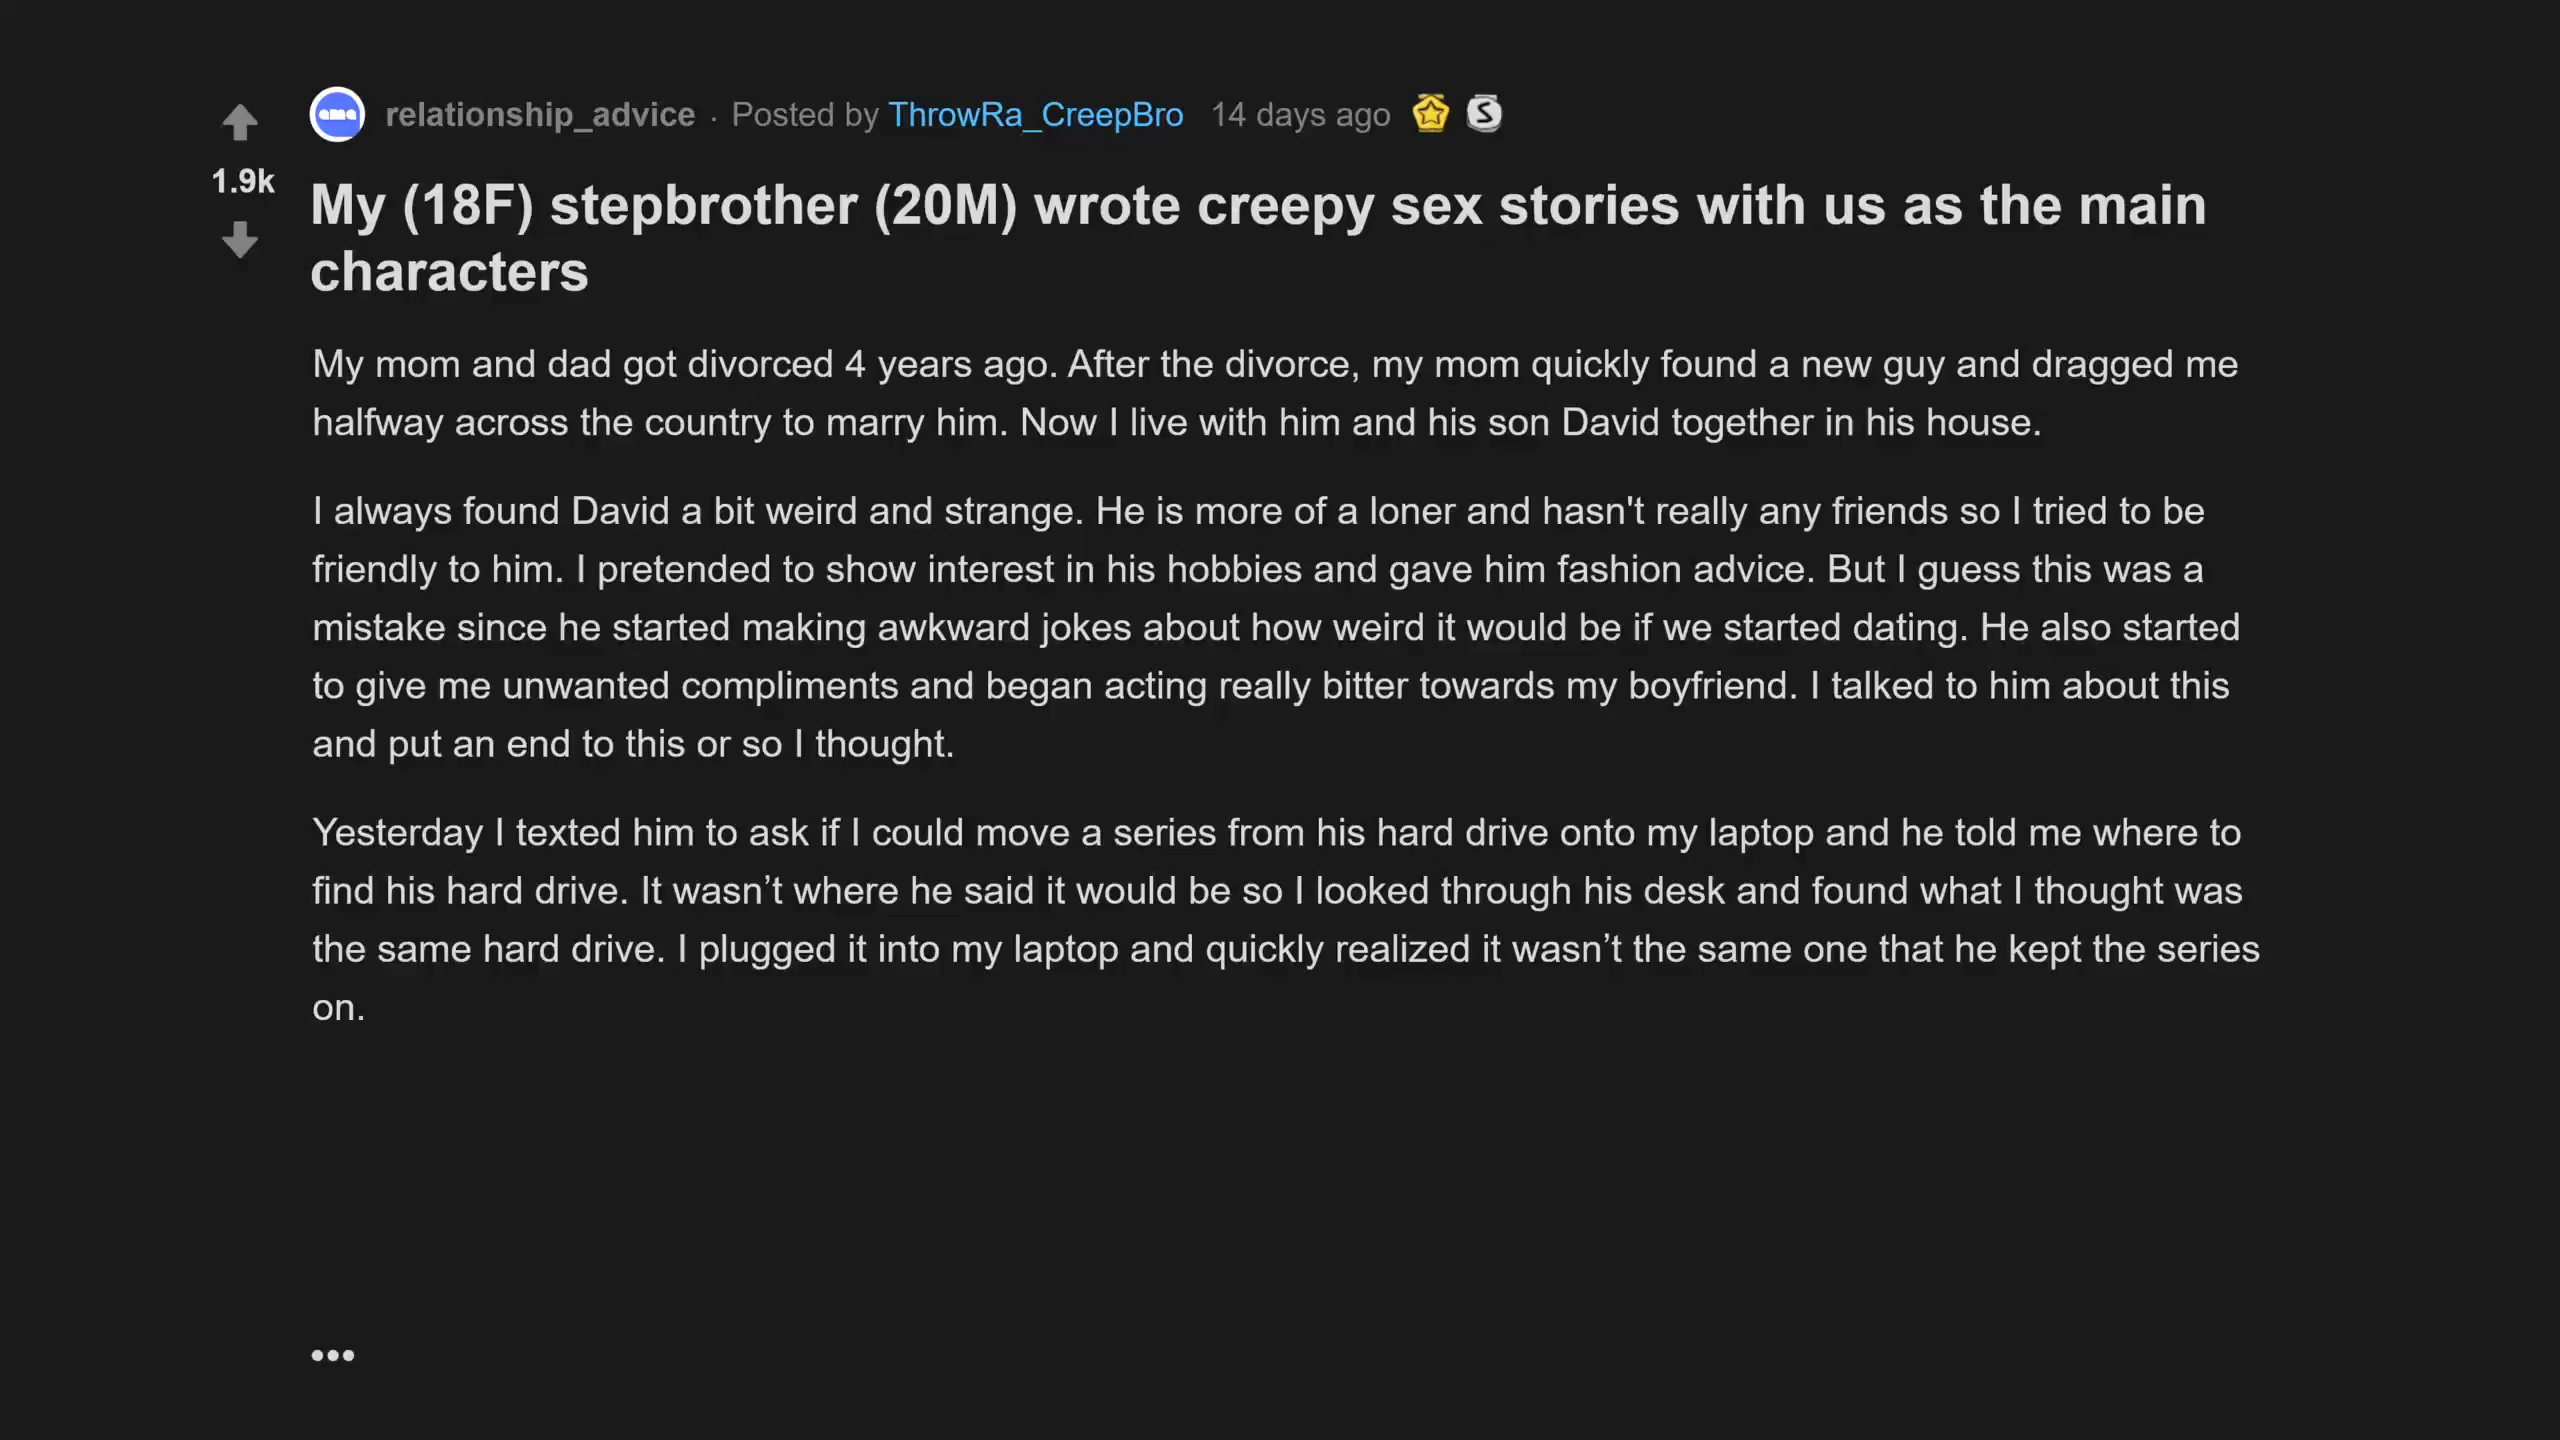 relationship_advice · Posted by ThrowRa_CreepBro 14 days ago
1.9k
My (18F) stepbrother (20M) wrote creepy sex stories with us as the main
characters
My mom and dad got divorced 4 years ago. After the divorce, my mom quickly found a new guy and dragged me
halfway across the country to marry him. Now I live with him and his son David together in his house.
I always found David a bit weird and strange. He is more of a loner and hasn't really any friends so I tried to be
friendly to him. I pretended to show interest in his hobbies and gave him fashion advice. But I guess this was a
mistake since he started making awkward jokes about how weird it would be if we started dating. He also started
to give me unwanted compliments and began acting really bitter towards my boyfriend. I talked to him about this
and put an end to this or so I thought.
Yesterday I texted him to ask if I could move a series from his hard drive onto my laptop and he told me where to
find his hard drive. It wasn’t where he said it would be so I looked through his desk and found what I thought was
the same hard drive. I plugged it into my laptop and quickly realized it wasn’t the same one that he kept the series
on.
•••